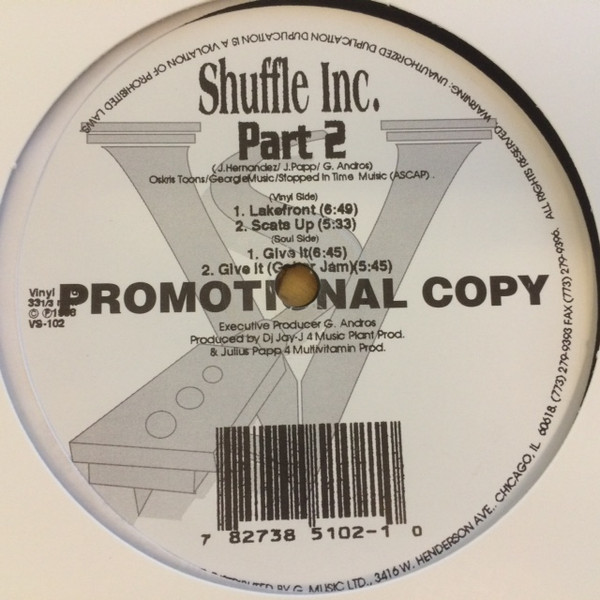 Shuffle Inc.
Part 2
(J.Hernandez/ J.Papp/ G. Andros)
Oskris Toons/GeorgieMusic/Stopped In Time Muisic (ASCAP).
(Vinyl Side)
1. Lakefront (6:49)
2. Scats Up (5:33)
(Soul Side)
1. Give It(6:45)
2. Give It ( Jam)(5:45)
PROMOTIONAL COPY
Vinyl
33 1/3
© ℗
VS-102
Executive Producer G. Andros
Produced by Dj Jay-J 4 Music Plant Prod.
& Julius Papp 4 Multivitamin Prod.
7 82738 5102-1 0
BY G. MUSIC LTD., 3416 W. HENDERSON AVE., CHICAGO, IL 60618. (773) 279-9393 FAX (773) 279-9396. ALL RIGHTS RESERVED. WARNING: UNAUTHORIZED DUPLICATION DUPLICATION IS A VIOLATION OF PROHIBITED LAWS